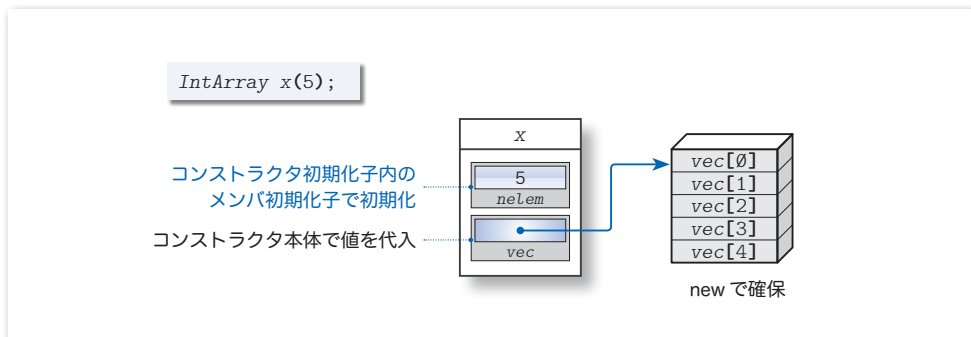 IntArray x(5);
x
コンストラクタ初期化子内の
メンバ初期化子で初期化
5
nelem
コンストラクタ本体で値を代入
vec
vec[0]
vec[1]
vec[2]
vec[3]
vec[4]
new で確保